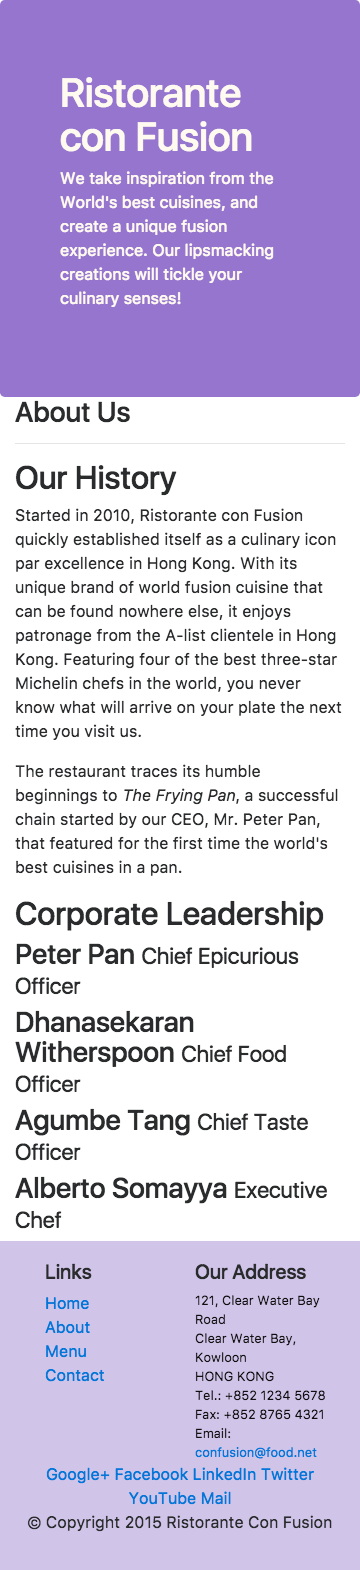 Ristorante
con Fusion
We take inspiration from the
World's best cuisines, and
create a unique fusion
experience. Our lipsmacking
creations will tickle your
culinary senses!
About Us
Our History
Started in 2010, Ristorante con Fusion
quickly established itself as a culinary icon
par excellence in Hong Kong. With its
unique brand of world fusion cuisine that
can be found nowhere else, it enjoys
patronage from the A-list clientele in Hong
Kong. Featuring four of the best three-star
Michelin chefs in the world, you never
know what will arrive on your plate the next
time you visit us.
The restaurant traces its humble
beginnings to The Frying Pan, a successful
chain started by our CEO, Mr. Peter Pan,
that featured for the first time the world's
best cuisines in a pan.
Corporate Leadership
Peter Pan Chief Epicurious
Officer
Dhanasekaran
Witherspoon Chief Food
Officer
Agumbe Tang Chief Taste
Officer
Alberto Somayya Executive
Chef
Links
Home
About
Menu
Contact
Our Address
121, Clear Water Bay
Road
Clear Water Bay,
Kowloon
HONG KONG
Tel.: +852 1234 5678
Fax: +852 8765 4321
Email:
confusion@food.net
Google+ Facebook LinkedIn Twitter
YouTube Mail
© Copyright 2015 Ristorante Con Fusion